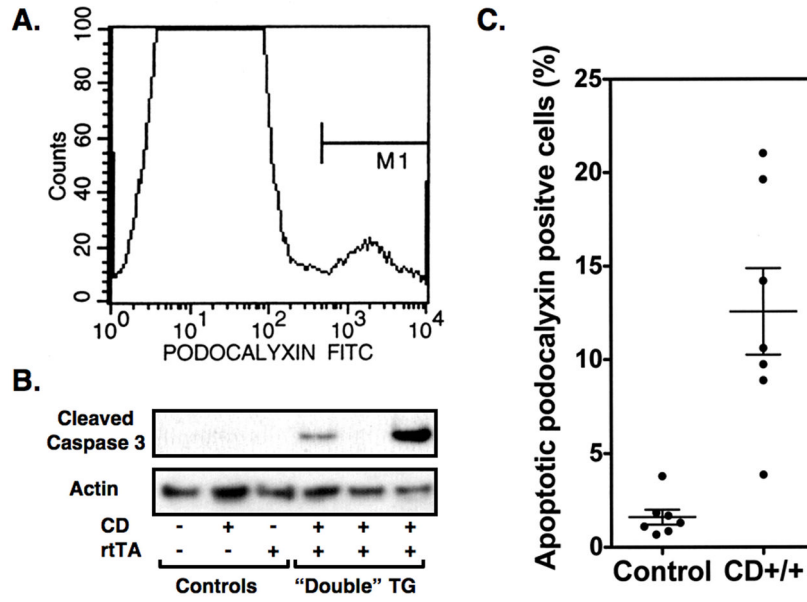 A.
100
80
60
40
20
0
Counts
M1
10^0 10^1 10^2 10^3 10^4
PODOCALYXIN FITC
B.
Cleaved
Caspase 3
Actin
CD - + - + + +
rtTA - - + + + +
Controls "Double" TG
C.
Apoptotic podocalyxin positve cells (%)
25
20
15
10
5
0
Control CD+/+